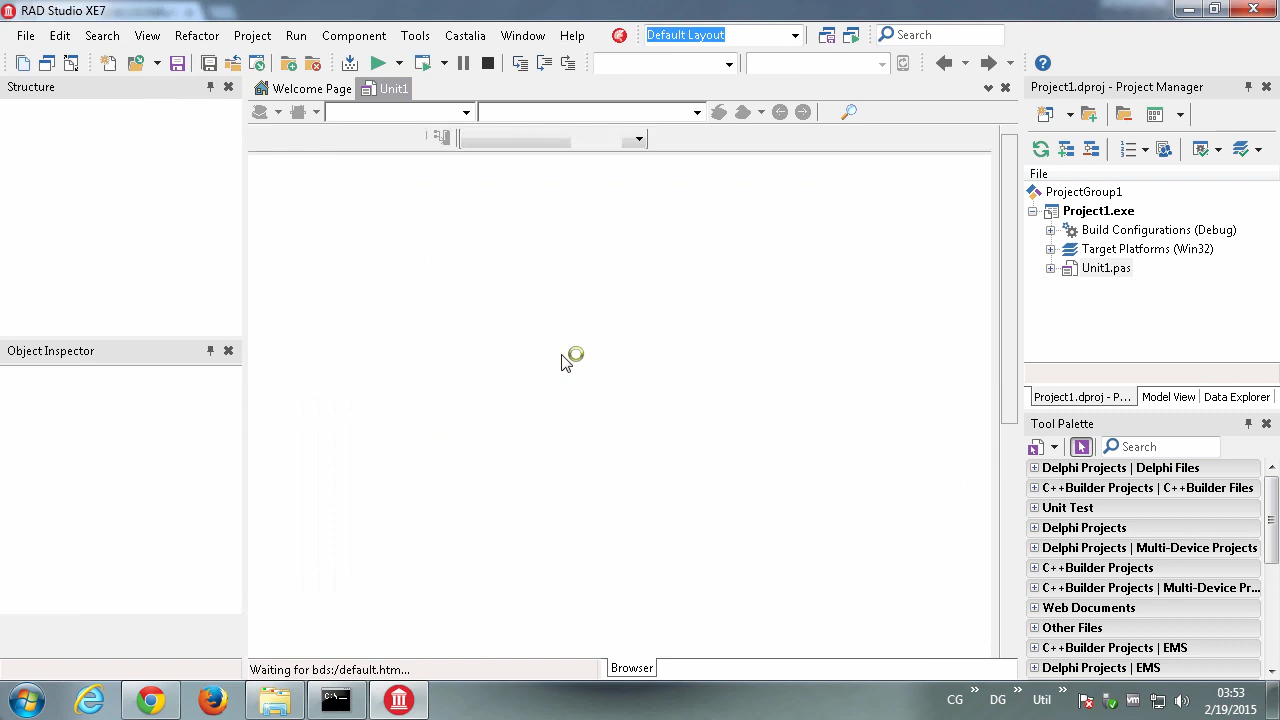 RAD Studio XE7
File Edit Search View Refactor Project Run Component Tools Castalia Window Help Default Layout Search
Structure
Welcome Page Unit1
Project1.dproj - Project Manager
File
ProjectGroup1
Project1.exe
Build Configurations (Debug)
Target Platforms (Win32)
Unit1.pas
Object Inspector
Project1.dproj - P... Model View Data Explorer
Tool Palette
Search
Delphi Projects | Delphi Files
C++Builder Projects | C++Builder Files
Unit Test
Delphi Projects
Delphi Projects | Multi-Device Projects
C++Builder Projects
C++Builder Projects | Multi-Device Pr...
Web Documents
Other Files
C++Builder Projects | EMS
Delphi Projects | EMS
Waiting for bds:/default.htm...
Browser
C:\_
CG » DG » Util »
03:53
2/19/2015